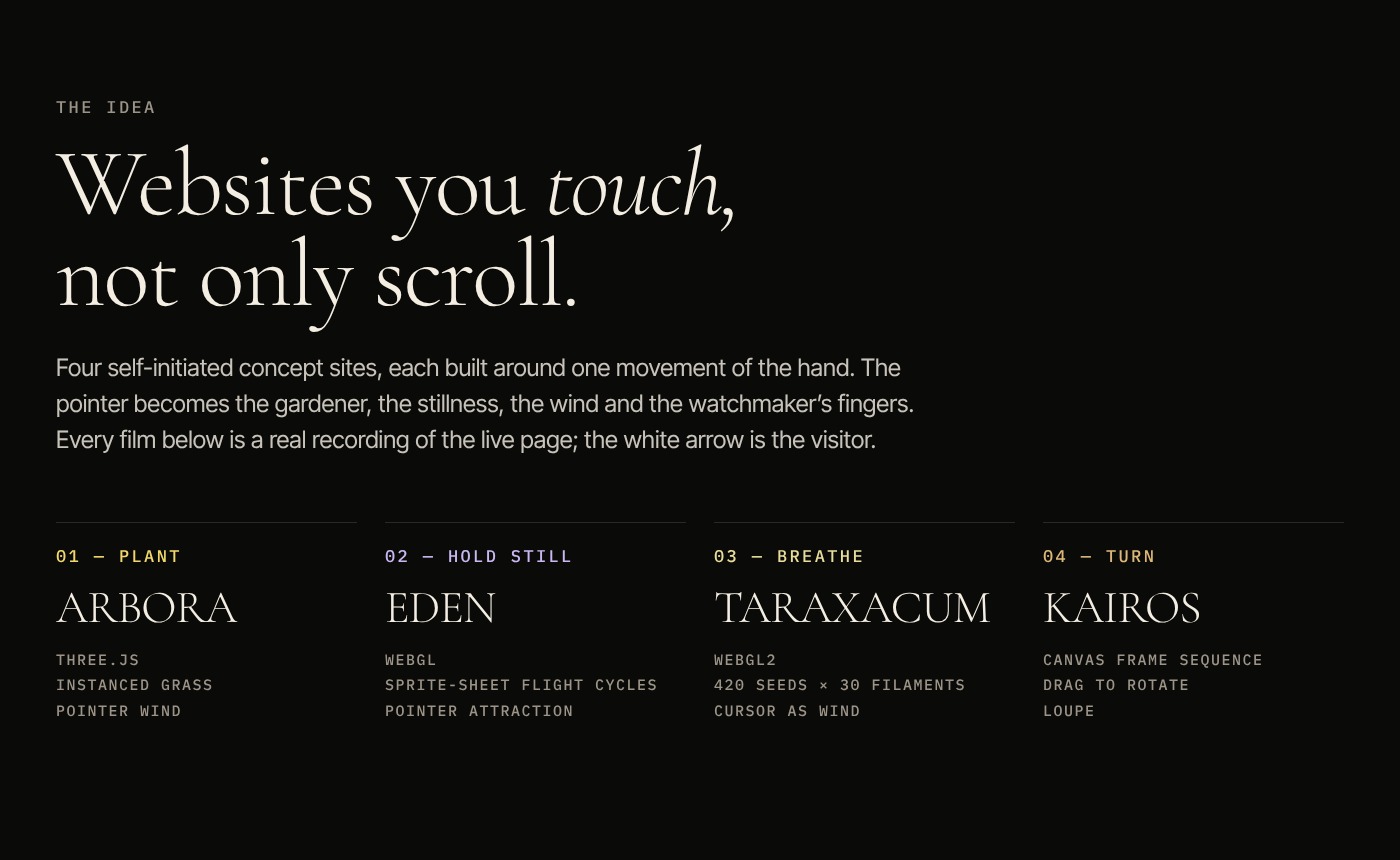 THE IDEA
Websites you touch,
not only scroll.
Four self-initiated concept sites, each built around one movement of the hand. The
pointer becomes the gardener, the stillness, the wind and the watchmaker’s fingers.
Every film below is a real recording of the live page; the white arrow is the visitor.
01 — PLANT
ARBORA
THREE.JS
INSTANCED GRASS
POINTER WIND
02 — HOLD STILL
EDEN
WEBGL
SPRITE-SHEET FLIGHT CYCLES
POINTER ATTRACTION
03 — BREATHE
TARAXACUM
WEBGL2
420 SEEDS × 30 FILAMENTS
CURSOR AS WIND
04 — TURN
KAIROS
CANVAS FRAME SEQUENCE
DRAG TO ROTATE
LOUPE